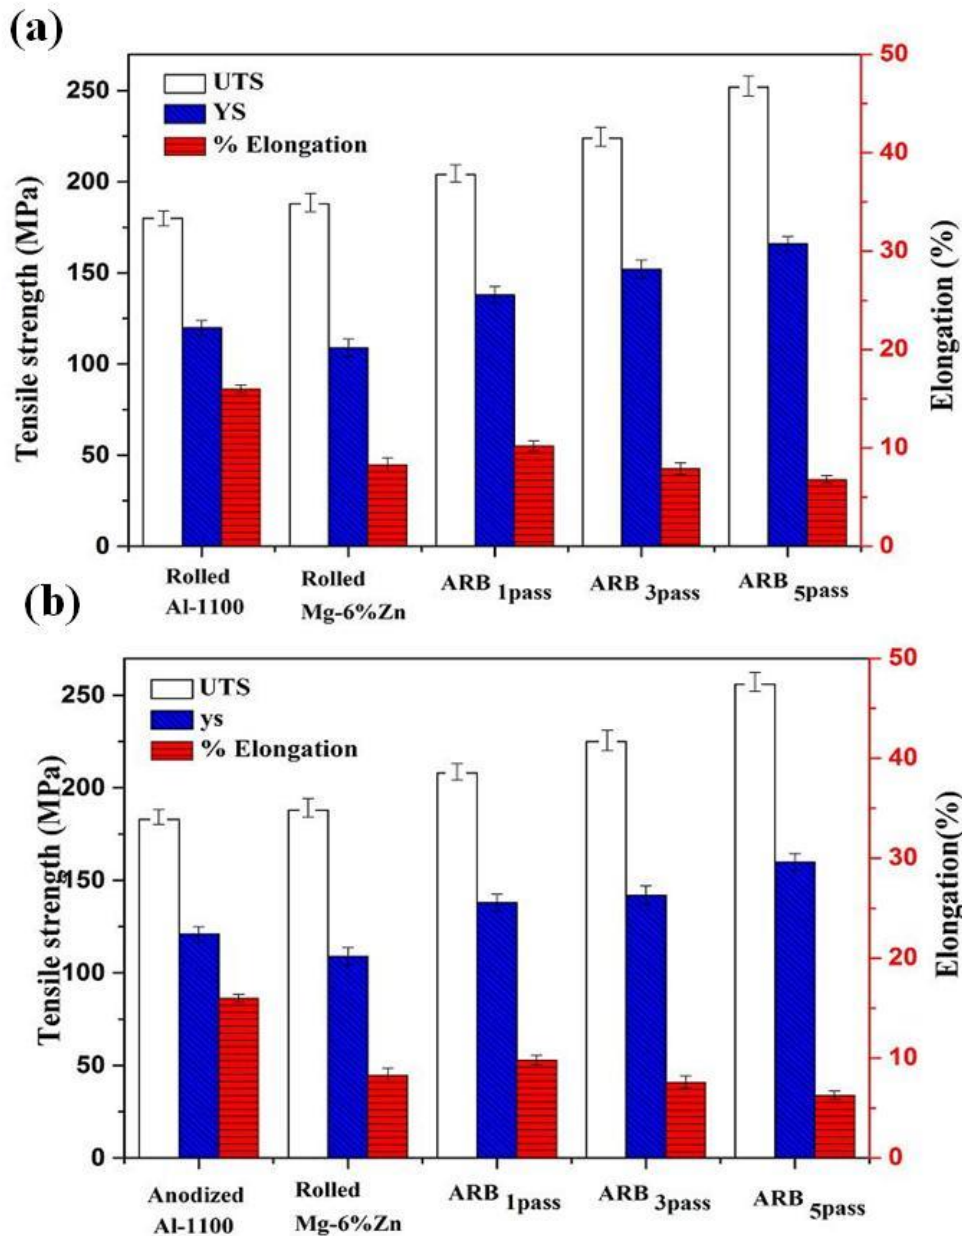 (a)
UTS
YS
% Elongation
Tensile strength (MPa)
250
200
150
100
50
0
50
40
30
20
10
0
Elongation (%)
Rolled
Al-1100
Rolled
Mg-6%Zn
ARB 1pass
ARB 3pass
ARB 5pass
(b)
UTS
ys
% Elongation
Tensile strength (MPa)
250
200
150
100
50
0
50
40
30
20
10
0
Elongation(%)
Anodized
Al-1100
Rolled
Mg-6%Zn
ARB 1pass
ARB 3pass
ARB 5pass